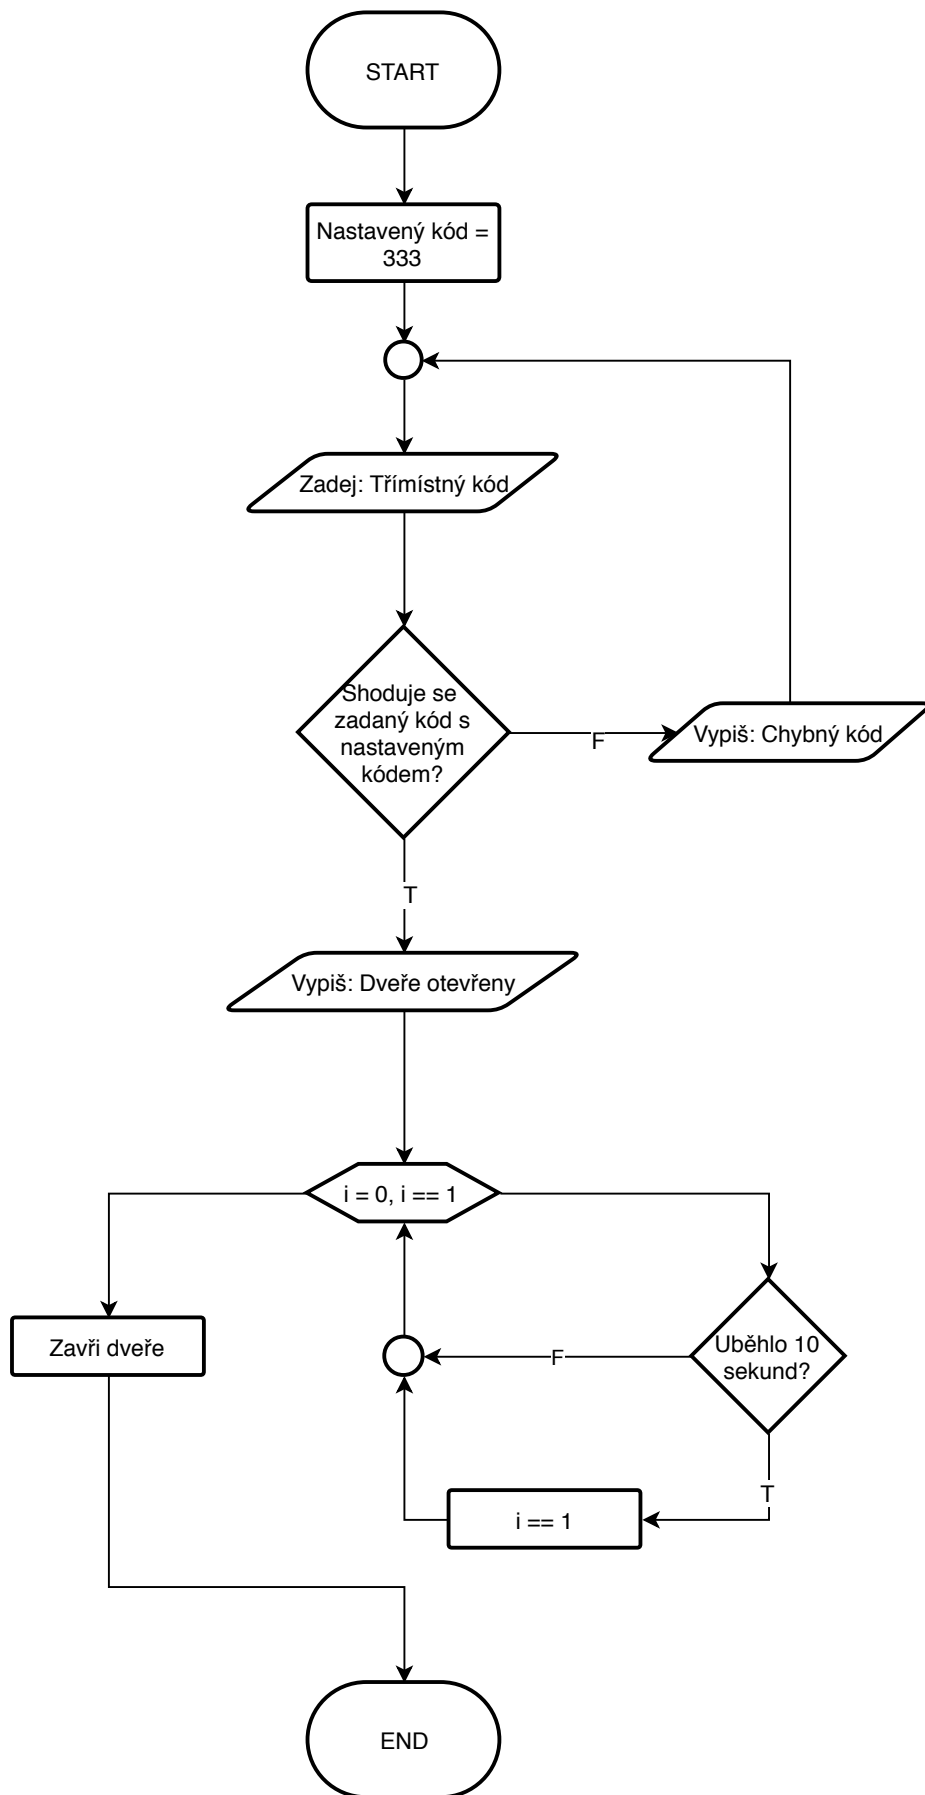 START
Nastavený kód =
333
Zadej: Třímístný kód
Shoduje se
zadaný kód s
nastaveným
kódem?
F
Vypiš: Chybný kód
T
Vypiš: Dveře otevřeny
i = 0, i == 1
Zavři dveře
Uběhlo 10
sekund?
F
T
i == 1
END